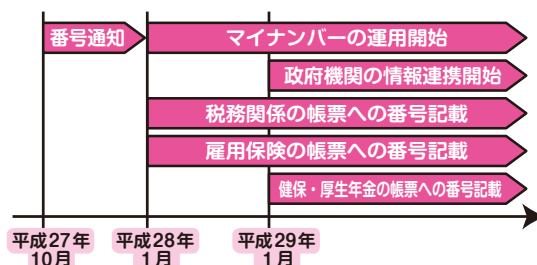 番号通知
マイナンバーの運用開始
政府機関の情報連携開始
税務関係の帳票への番号記載
雇用保険の帳票への番号記載
健保・厚生年金の帳票への番号記載
平成27年
10月
平成28年
1月
平成29年
1月